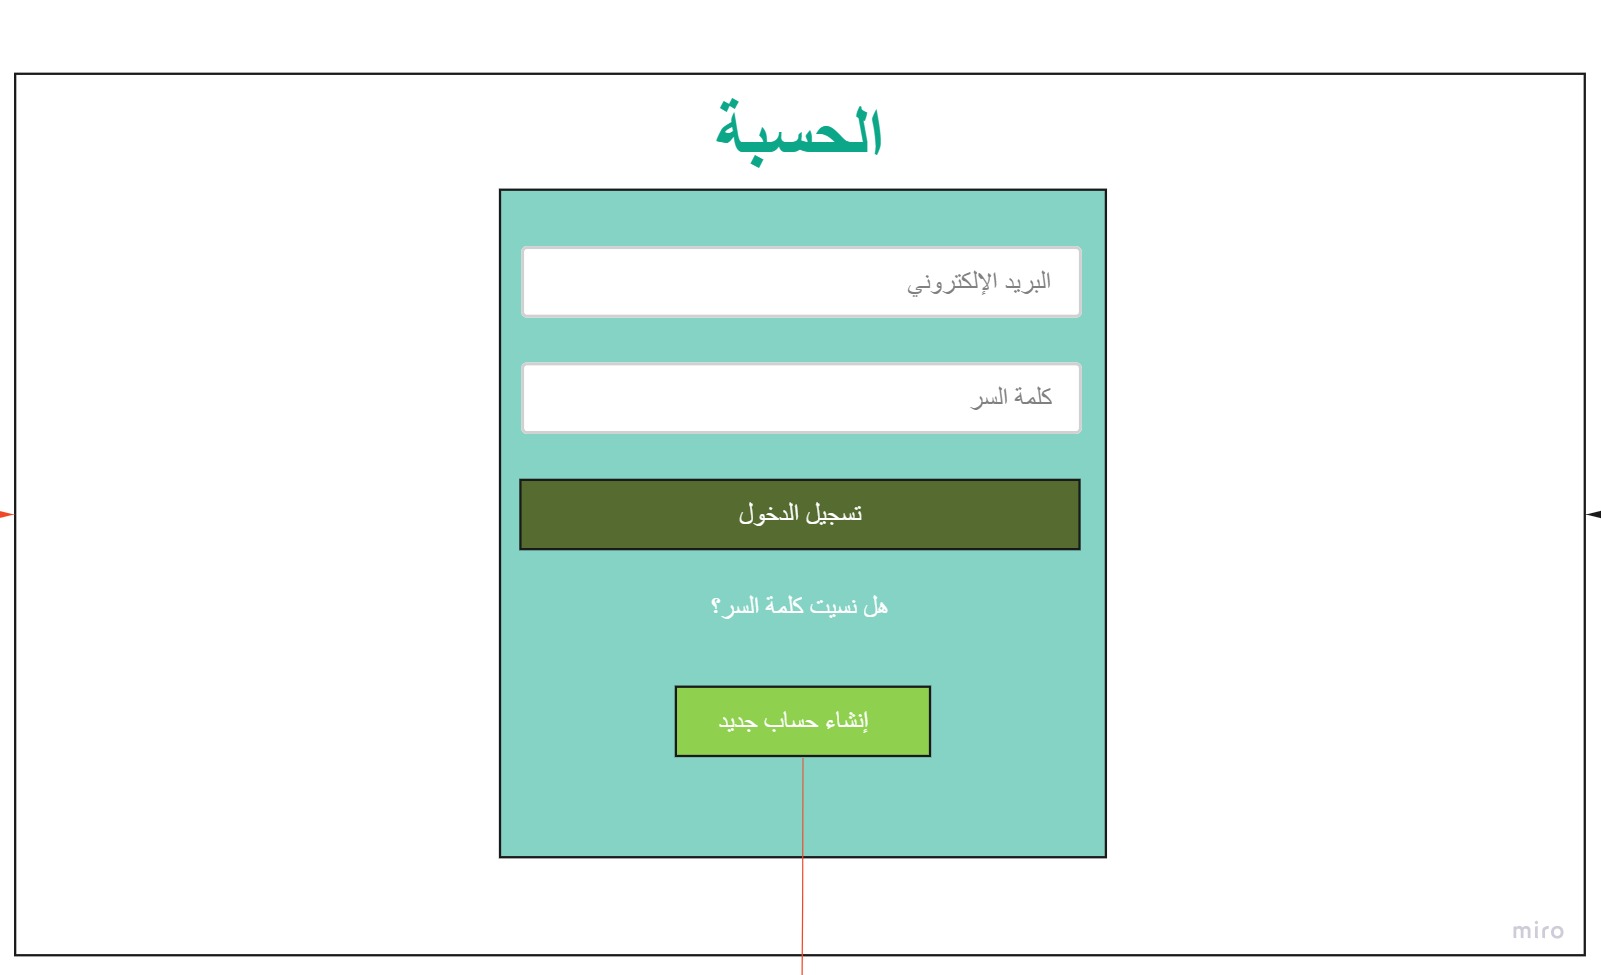 الحسبة
البريد الإلكتروني
كلمة السر
تسجيل الدخول
هل نسيت كلمة السر؟
إنشاء حساب جديد
miro